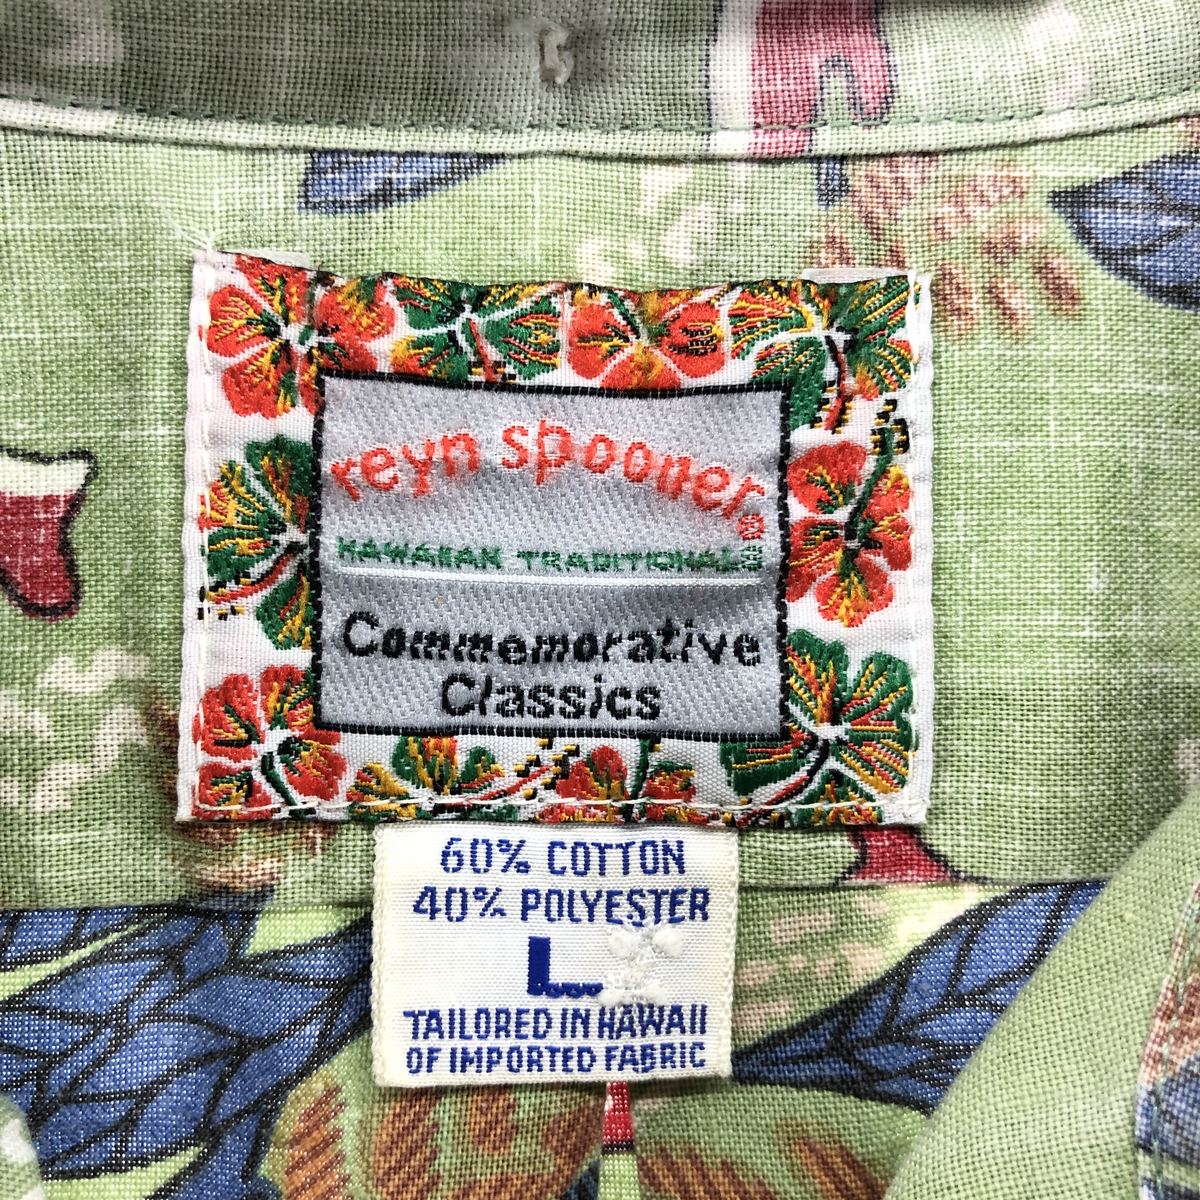 reyn spooner®
HAWAIIAN TRADITIONALS
Commemorative
Classics
60% COTTON
40% POLYESTER
L
TAILORED IN HAWAII
OF IMPORTED FABRIC